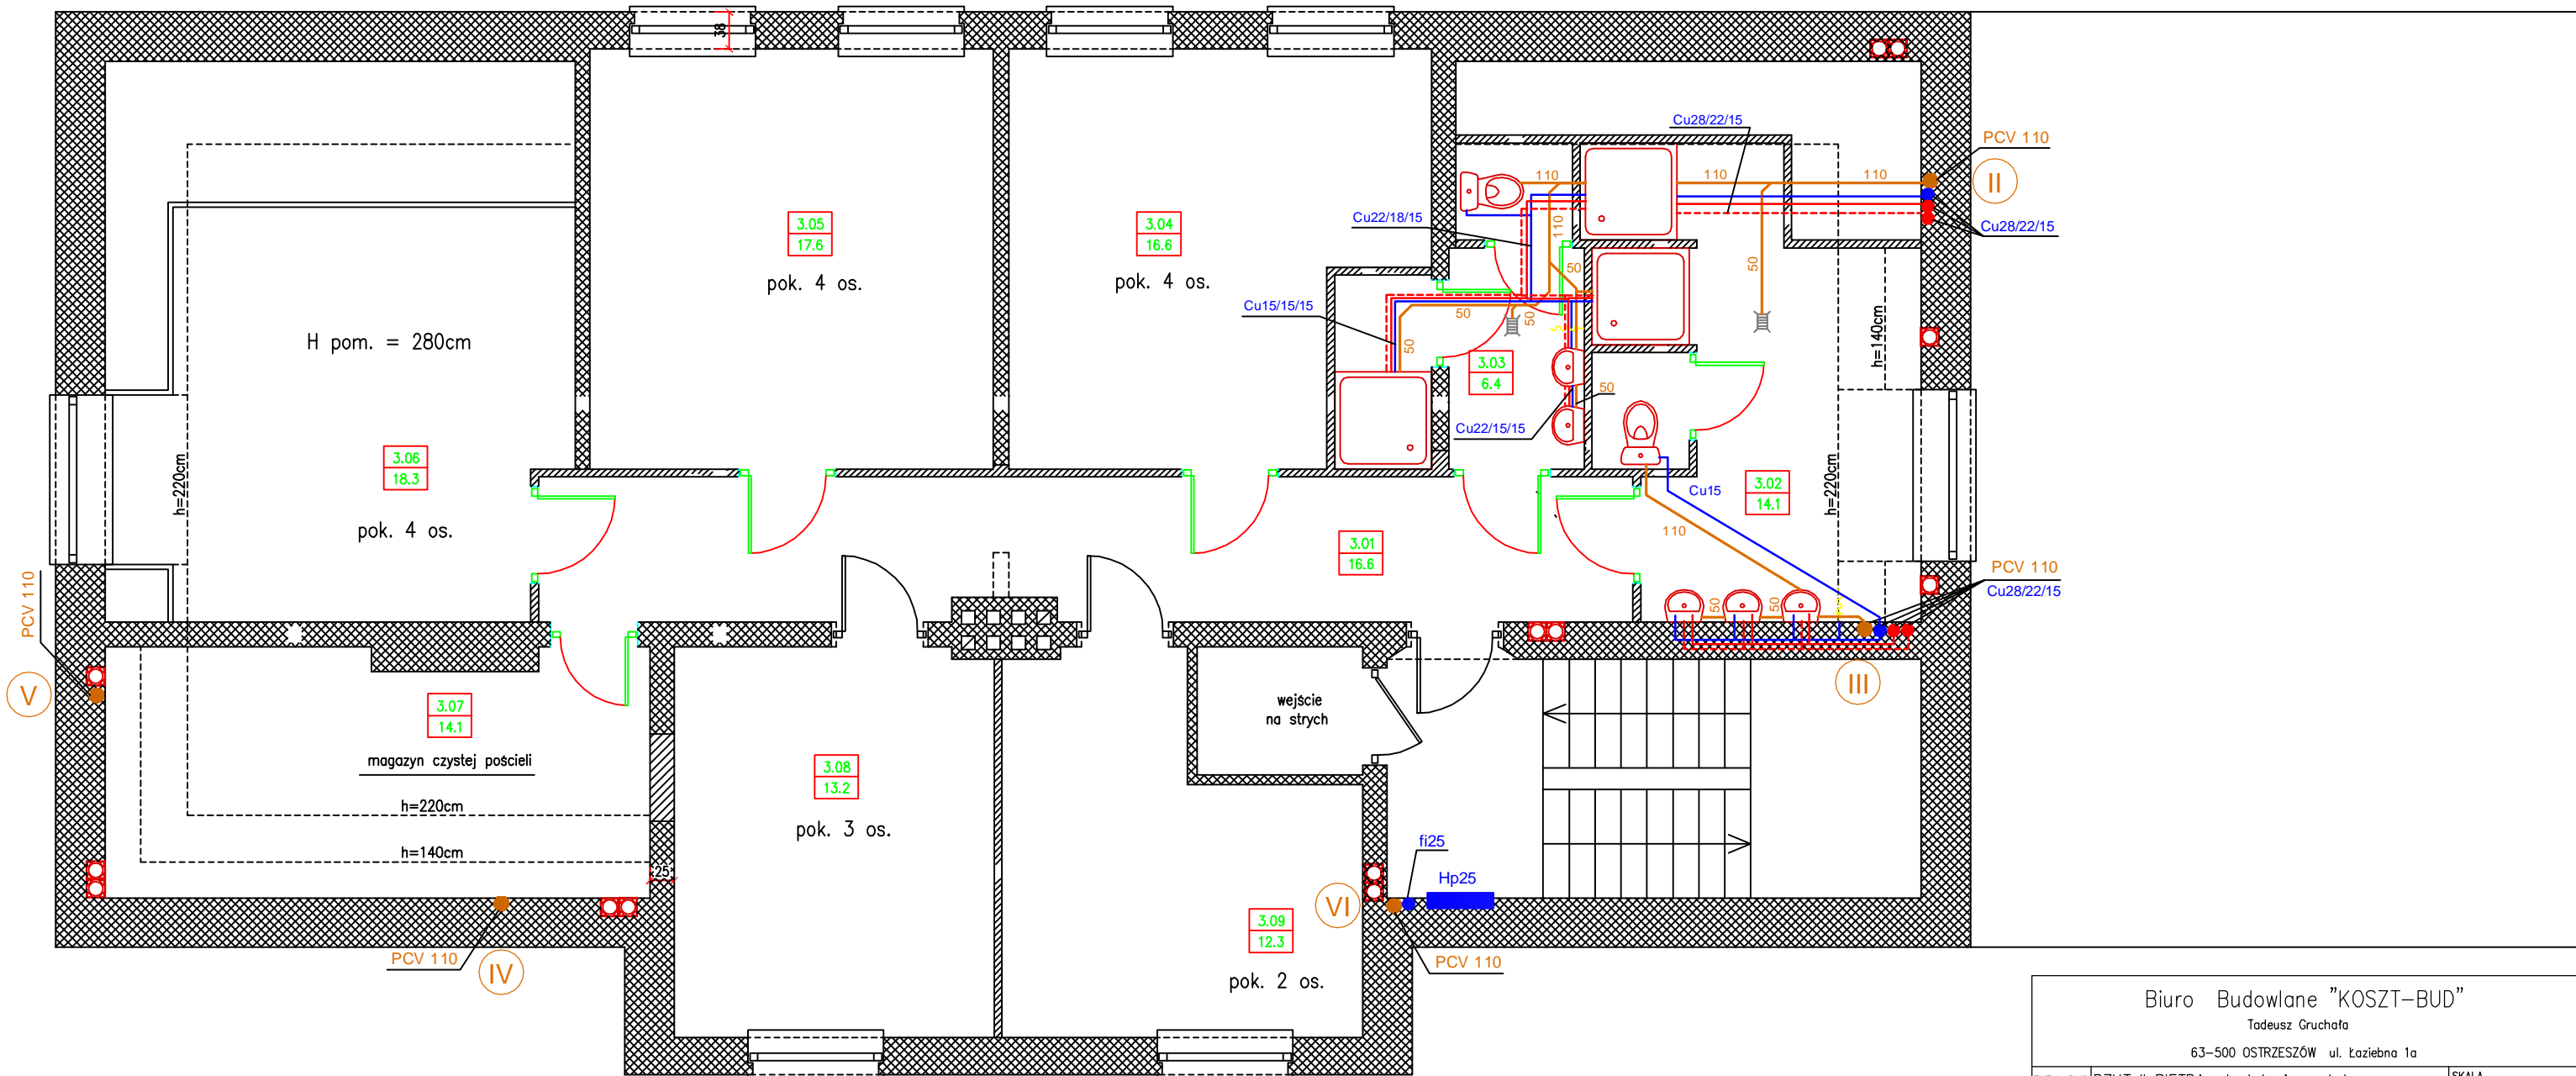 38
Cu28/22/15
PCV 110
II
110
110
110
Cu22/18/15
110
Cu28/22/15
3.05
17.6
pok. 4 os.
3.04
16.6
pok. 4 os.
50
50
Cu15/15/15
50
50
50
h=140cm
H pom. = 280cm
3.03
6.4
50
Cu22/15/15
3.06
18.3
pok. 4 os.
h=220cm
3.02
14.1
h=220cm
Cu15
110
3.01
16.6
PCV 110
PCV 110
Cu28/22/15
50
50
V
III
3.07
14.1
magazyn czystej pościeli
wejście
na strych
3.08
13.2
pok. 3 os.
h=220cm
h=140cm
25
fi25
Hp25
VI
3.09
12.3
pok. 2 os.
PCV 110
IV
PCV 110
Biuro Budowlane "KOSZT-BUD"
Tadeusz Gruchała
63-500 OSTRZESZÓW ul. Łaziebna 1a
SKALA